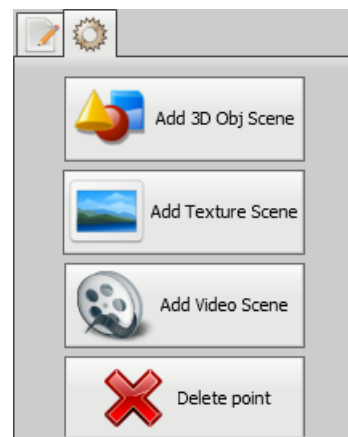 Add 3D Obj Scene
Add Texture Scene
Add Video Scene
Delete point